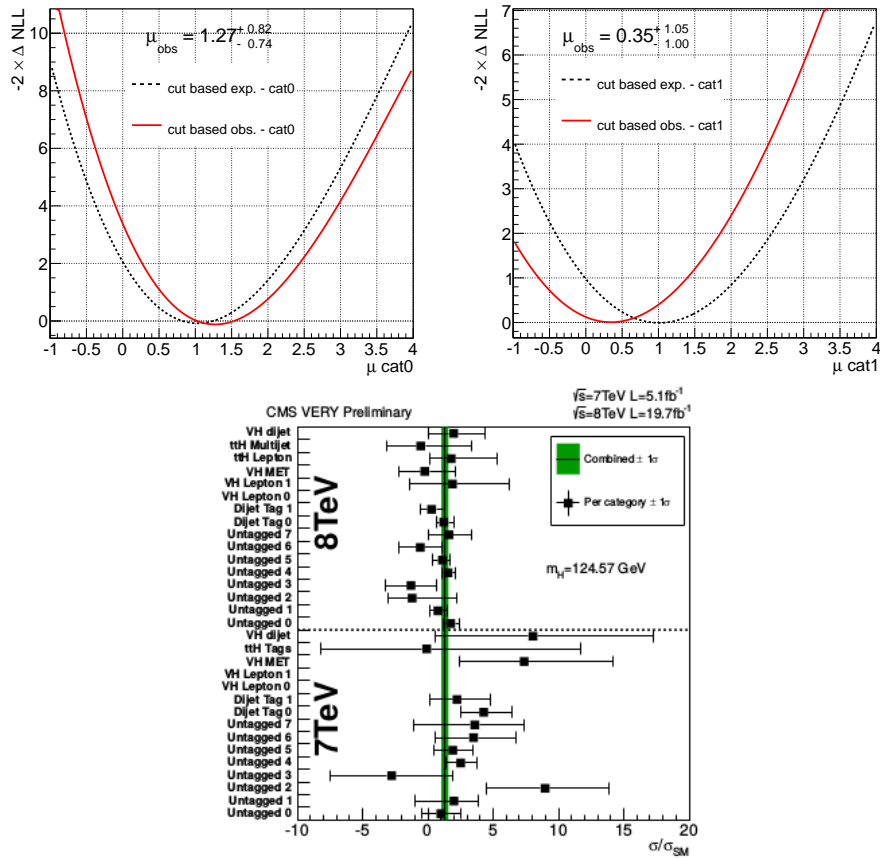 μ_obs = 1.27 + 0.82 - 0.74
cut based exp. - cat0
cut based obs. - cat0
-2 × Δ NLL
10
8
6
4
2
0
-1 -0.5 0 0.5 1 1.5 2 2.5 3 3.5 4
μ cat0
μ_obs = 0.35 + 1.05 - 1.00
cut based exp. - cat1
cut based obs. - cat1
-2 × Δ NLL
7
6
5
4
3
2
1
0
-1 -0.5 0 0.5 1 1.5 2 2.5 3 3.5 4
μ cat1
√s=7TeV L=5.1fb⁻¹
CMS VERY Preliminary √s=8TeV L=19.7fb⁻¹
VH dijet
ttH Multijet
ttH Lepton
VH MET
VH Lepton 1
VH Lepton 0
Dijet Tag 1
Dijet Tag 0
Untagged 7
Untagged 6
Untagged 5
Untagged 4
Untagged 3
Untagged 2
Untagged 1
Untagged 0
8TeV
VH dijet
ttH Tags
VH MET
VH Lepton 1
VH Lepton 0
Dijet Tag 1
Dijet Tag 0
Untagged 7
Untagged 6
Untagged 5
Untagged 4
Untagged 3
Untagged 2
Untagged 1
Untagged 0
7TeV
Combined ± 1σ
Per category ± 1σ
m_H=124.57 GeV
-10 -5 0 5 10 15 20
σ/σ_SM